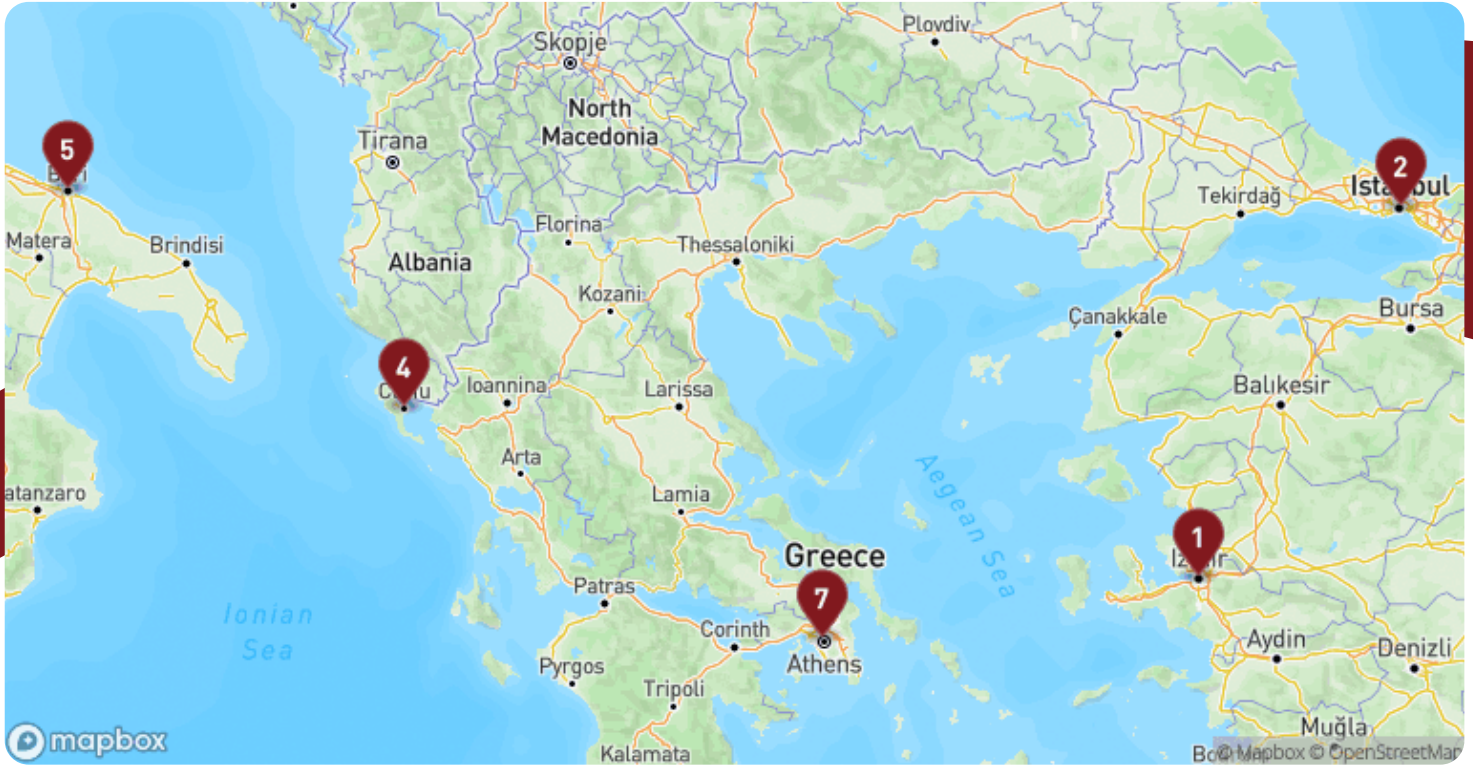 Plovdiv
Skopje
North
Macedonia
5
Tirana
2
Tekirdağ
Matera
Brindisi
Florina
Thessaloniki
Albania
Kozani
Çanakkale
Bursa
4
Ioannina
Larissa
Balıkesir
Arta
Aegean Sea
atanzaro
Lamia
1
Greece
Patras
7
Ionian
Sea
Corinth
Athens
Aydin
Denizli
Pyrgos
Tripoli
Muğla
mapbox
Kalamata
© Mapbox © OpenStreetMap